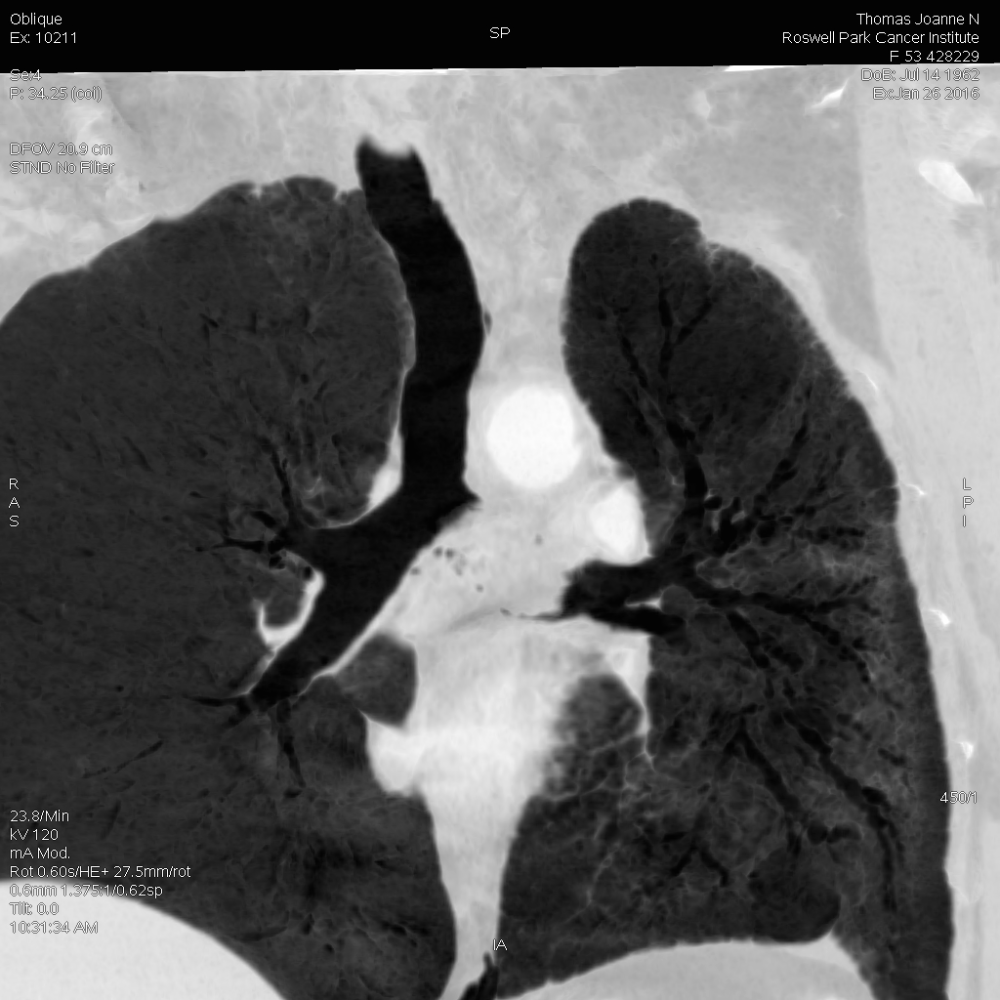 Oblique
Ex: 10211
Se:4
P: 34.25 (col)
DFOV 20.9 cm
STND No Filter
SP
Thomas Joanne N
Roswell Park Cancer Institute
F 53 428229
DoB: Jul 14 1962
Ex:Jan 26 2016
R
A
S
L
P
I
450/1
23.8/Min
kV 120
mA Mod.
Rot 0.60s/HE+ 27.5mm/rot
0.6mm 1.375:1/0.62sp
Tilt: 0.0
10:31:34 AM
IA